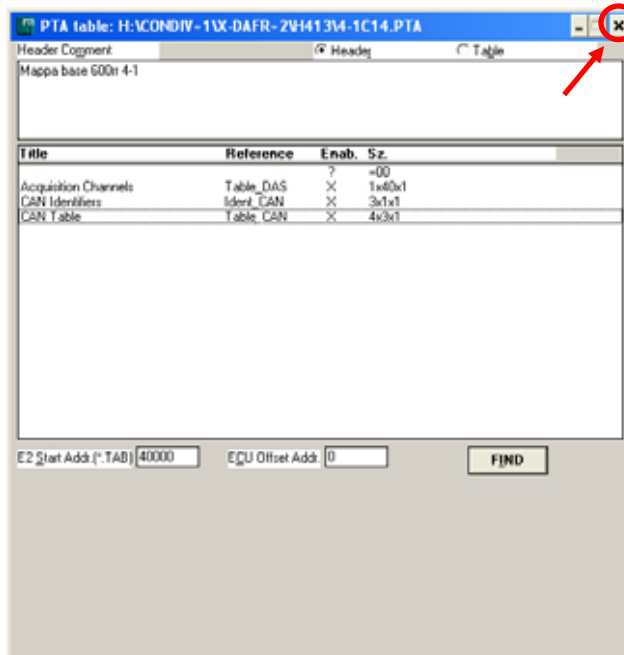 PTA table: H:\CONDIV~1\X-DAFR~2\H413\4-1C14.PTA
Header Comment Header Table
Mappa base 600rr 4-1
Title Reference Enab. Sz.
? =00
Acquisition Channels Table_DAS X 1x40x1
CAN Identifiers Ident_CAN X 3x1x1
CAN Table Table_CAN X 4x3x1
E2 Start Addr.(*.TAB) 40000 ECU Offset Addr. 0 FIND